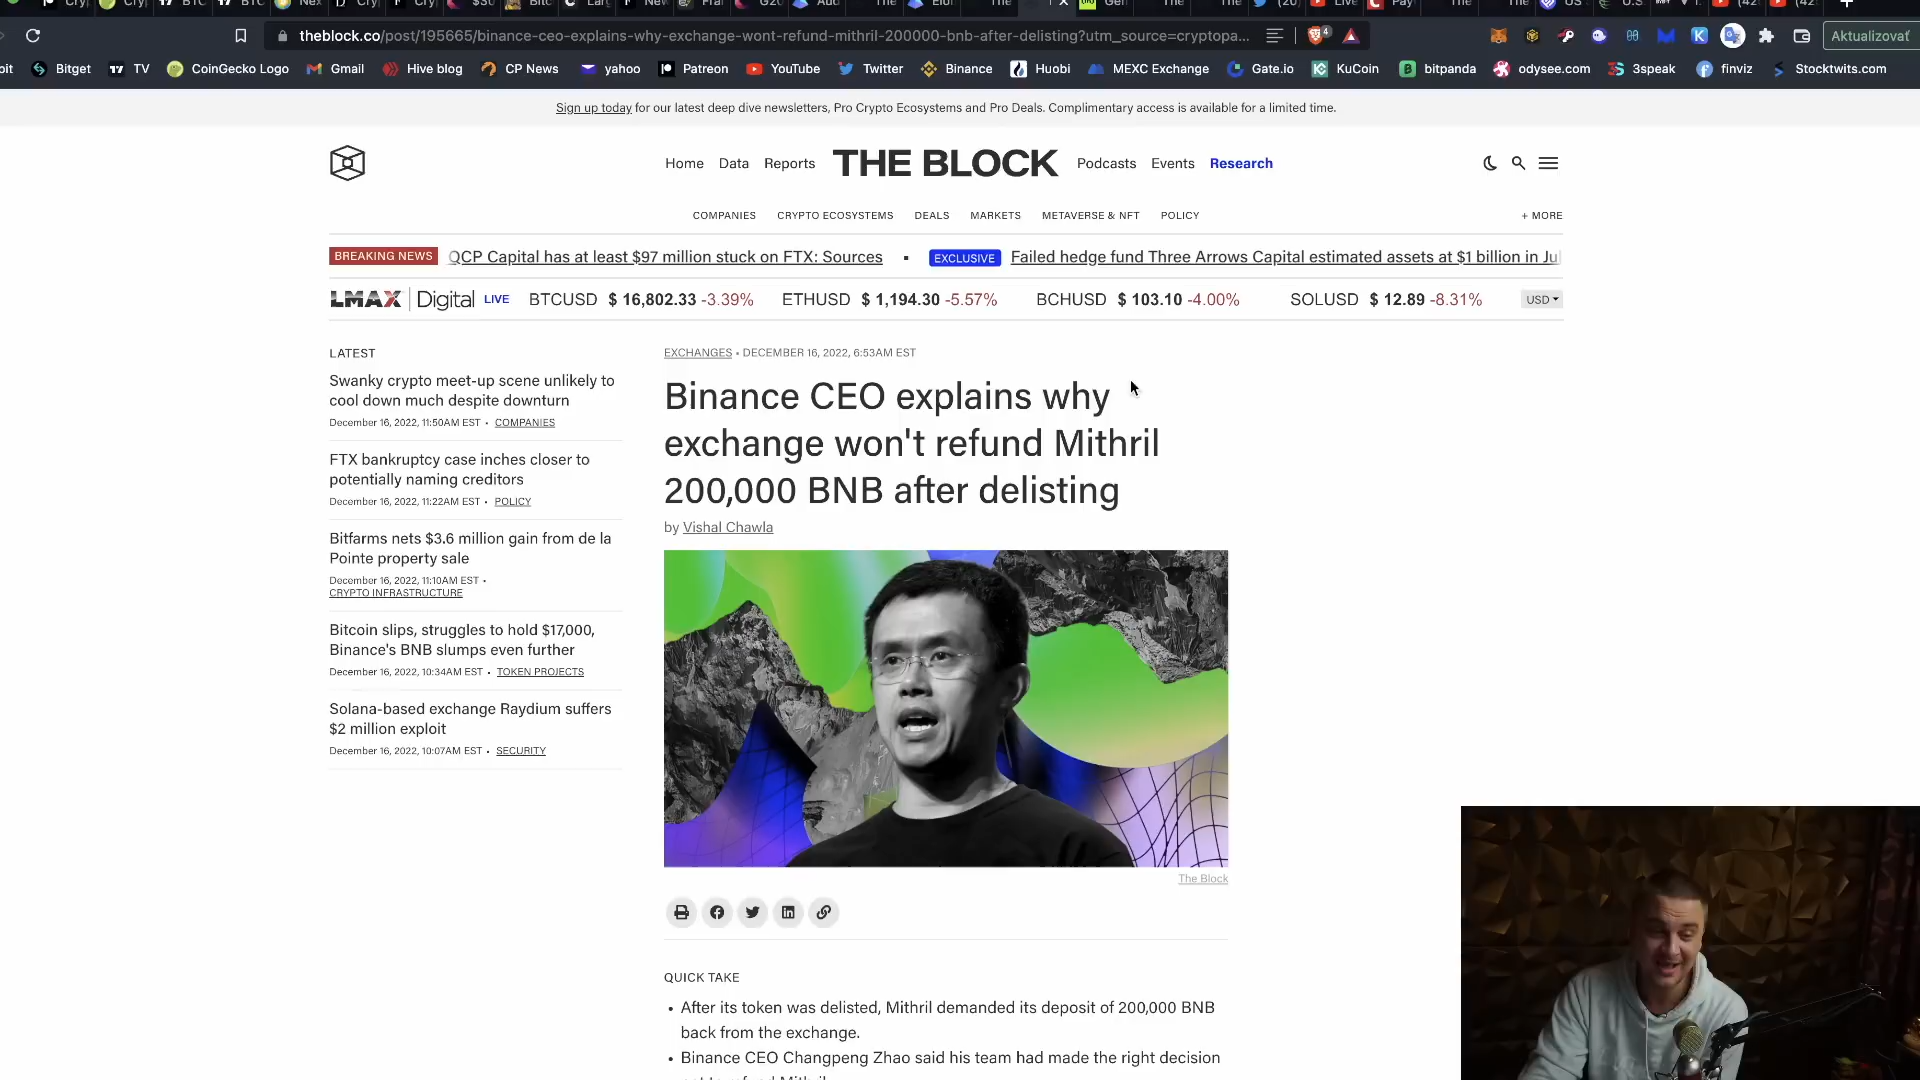 theblock.co/post/195665/binance-ceo-explains-why-exchange-wont-refund-mithril-200000-bnb-after-delisting?utm_source=cryptopa...
4
Aktualizovať
Bitget TV CoinGecko Logo Gmail Hive blog CP News yahoo Patreon YouTube Twitter Binance Huobi MEXC Exchange Gate.io KuCoin bitpanda odysee.com 3speak finviz Stocktwits.com
Sign up today for our latest deep dive newsletters, Pro Crypto Ecosystems and Pro Deals. Complimentary access is available for a limited time.
Home Data Reports THE BLOCK Podcasts Events Research
COMPANIES CRYPTO ECOSYSTEMS DEALS MARKETS METAVERSE & NFT POLICY + MORE
BREAKING NEWS QCP Capital has at least $97 million stuck on FTX: Sources ▪ EXCLUSIVE Failed hedge fund Three Arrows Capital estimated assets at $1 billion in Ju
LMAX Digital LIVE BTCUSD $ 16,802.33 -3.39% ETHUSD $ 1,194.30 -5.57% BCHUSD $ 103.10 -4.00% SOLUSD $ 12.89 -8.31% USD
LATEST
Swanky crypto meet-up scene unlikely to
cool down much despite downturn
December 16, 2022, 11:50AM EST • COMPANIES
FTX bankruptcy case inches closer to
potentially naming creditors
December 16, 2022, 11:22AM EST • POLICY
Bitfarms nets $3.6 million gain from de la
Pointe property sale
December 16, 2022, 11:10AM EST •
CRYPTO INFRASTRUCTURE
Bitcoin slips, struggles to hold $17,000,
Binance's BNB slumps even further
December 16, 2022, 10:34AM EST • TOKEN PROJECTS
Solana-based exchange Raydium suffers
$2 million exploit
December 16, 2022, 10:07AM EST • SECURITY
EXCHANGES • DECEMBER 16, 2022, 6:53AM EST
Binance CEO explains why
exchange won't refund Mithril
200,000 BNB after delisting
by Vishal Chawla
The Block
QUICK TAKE
• After its token was delisted, Mithril demanded its deposit of 200,000 BNB
back from the exchange.
• Binance CEO Changpeng Zhao said his team had made the right decision